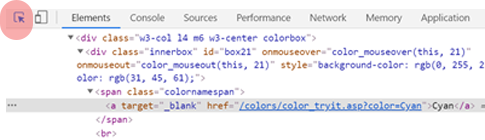 Elements Console Sources Performance Network Memory Application
▼<div class="w3-col l4 m6 w3-center colorbox">
▼<div class="innerbox" id="box21" onmouseover="color_mouseover(this, 21)"
onmouseout="color_mouseout(this, 21)" style="background-color: rgb(0, 255, 2
olor: rgb(31, 45, 61);">
▼<span class="colornamespan">
... <a target="_blank" href="/colors/color_tryit.asp?color=Cyan">Cyan</a> =
</span>
<br>